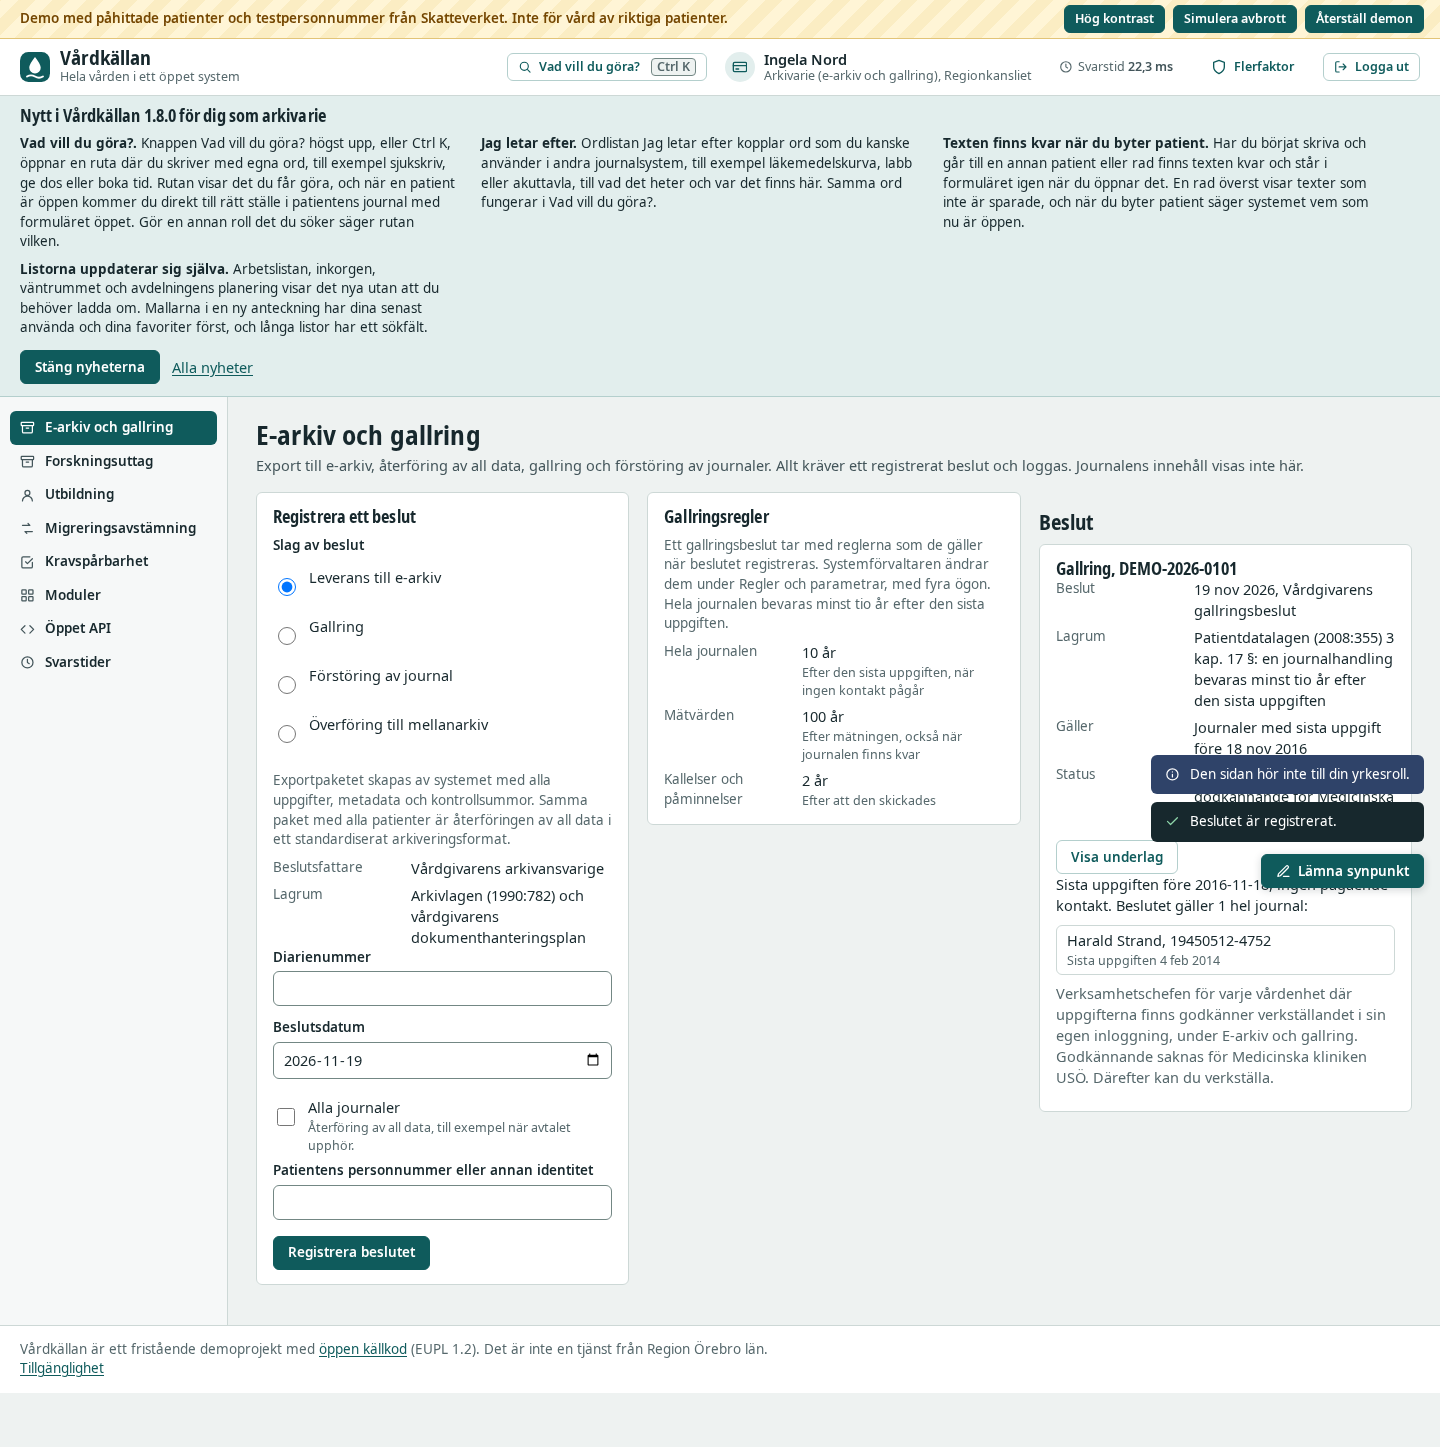 Demo med påhittade patienter och testpersonnummer från Skatteverket. Inte för vård av riktiga patienter.
Hög kontrast
Simulera avbrott
Återställ demon
Vårdkällan
Hela vården i ett öppet system
Vad vill du göra? Ctrl K
Ingela Nord
Arkivarie (e-arkiv och gallring), Regionkansliet
Svarstid 22,3 ms
Flerfaktor
Logga ut
Nytt i Vårdkällan 1.8.0 för dig som arkivarie
Vad vill du göra? Knappen Vad vill du göra? högst upp, eller Ctrl K,
öppnar en ruta där du skriver med egna ord, till exempel sjukskriv,
ge dos eller boka tid. Rutan visar det du får göra, och när en patient
är öppen kommer du direkt till rätt ställe i patientens journal med
formuläret öppet. Gör en annan roll det du söker säger rutan
vilken.
Jag letar efter. Ordlistan Jag letar efter kopplar ord som du kanske
använder i andra journalsystem, till exempel läkemedelskurva, labb
eller akuttavla, till vad det heter och var det finns här. Samma ord
fungerar i Vad vill du göra?.
Texten finns kvar när du byter patient. Har du börjat skriva och
går till en annan patient eller rad finns texten kvar och står i
formuläret igen när du öppnar det. En rad överst visar texter som
inte är sparade, och när du byter patient säger systemet vem som
nu är öppen.
Listorna uppdaterar sig själva. Arbetslistan, inkorgen,
väntrummet och avdelningens planering visar det nya utan att du
behöver ladda om. Mallarna i en ny anteckning har dina senast
använda och dina favoriter först, och långa listor har ett sökfält.
Stäng nyheterna
Alla nyheter
E-arkiv och gallring
Forskningsuttag
Utbildning
Migreringsavstämning
Kravspårbarhet
Moduler
Öppet API
Svarstider
E-arkiv och gallring
Export till e-arkiv, återföring av all data, gallring och förstöring av journaler. Allt kräver ett registrerat beslut och loggas. Journalens innehåll visas inte här.
Registrera ett beslut
Slag av beslut
Leverans till e-arkiv
Gallring
Förstöring av journal
Överföring till mellanarkiv
Exportpaketet skapas av systemet med alla
uppgifter, metadata och kontrollsummor. Samma
paket med alla patienter är återföringen av all data i
ett standardiserat arkiveringsformat.
Beslutsfattare
Vårdgivarens arkivansvarige
Lagrum
Arkivlagen (1990:782) och
vårdgivarens
dokumenthanteringsplan
Diarienummer
Beslutsdatum
2026-11-19
Alla journaler
Återföring av all data, till exempel när avtalet
upphör.
Patientens personnummer eller annan identitet
Registrera beslutet
Gallringsregler
Ett gallringsbeslut tar med reglerna som de gäller
när beslutet registreras. Systemförvaltaren ändrar
dem under Regler och parametrar, med fyra ögon.
Hela journalen bevaras minst tio år efter den sista
uppgiften.
Hela journalen
10 år
Efter den sista uppgiften, när
ingen kontakt pågår
Mätvärden
100 år
Efter mätningen, också när
journalen finns kvar
Kallelser och
påminnelser
2 år
Efter att den skickades
Beslut
Gallring, DEMO-2026-0101
Beslut
19 nov 2026, Vårdgivarens
gallringsbeslut
Lagrum
Patientdatalagen (2008:355) 3
kap. 17 §: en journalhandling
bevaras minst tio år efter
den sista uppgiften
Gäller
Journaler med sista uppgift
före 18 nov 2016
Status
godkännande för Medicinska
Den sidan hör inte till din yrkesroll.
Beslutet är registrerat.
Visa underlag
Lämna synpunkt
Sista uppgiften före 2016-11-18, ingen pågående
kontakt. Beslutet gäller 1 hel journal:
Harald Strand, 19450512-4752
Sista uppgiften 4 feb 2014
Verksamhetschefen för varje vårdenhet där
uppgifterna finns godkänner verkställandet i sin
egen inloggning, under E-arkiv och gallring.
Godkännande saknas för Medicinska kliniken
USÖ. Därefter kan du verkställa.
Vårdkällan är ett fristående demoprojekt med öppen källkod (EUPL 1.2). Det är inte en tjänst från Region Örebro län.
Tillgänglighet